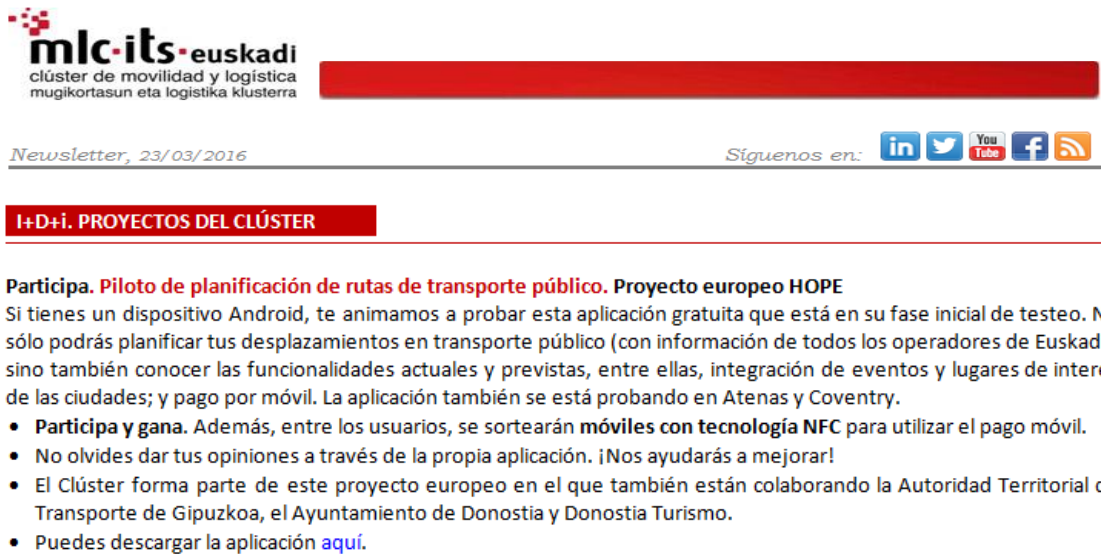 mlc-its-euskadi
clúster de movilidad y logística
mugikortasun eta logistika klusterra
Newsletter, 23/03/2016
Síguenos en: in You Tube f
I+D+i. PROYECTOS DEL CLÚSTER
Participa. Piloto de planificación de rutas de transporte público. Proyecto europeo HOPE
Si tienes un dispositivo Android, te animamos a probar esta aplicación gratuita que está en su fase inicial de testeo. N
sólo podrás planificar tus desplazamientos en transporte público (con información de todos los operadores de Euskad
sino también conocer las funcionalidades actuales y previstas, entre ellas, integración de eventos y lugares de inter
de las ciudades; y pago por móvil. La aplicación también se está probando en Atenas y Coventry.
• Participa y gana. Además, entre los usuarios, se sortearán móviles con tecnología NFC para utilizar el pago móvil.
• No olvides dar tus opiniones a través de la propia aplicación. ¡Nos ayudarás a mejorar!
• El Clúster forma parte de este proyecto europeo en el que también están colaborando la Autoridad Territorial d
Transporte de Gipuzkoa, el Ayuntamiento de Donostia y Donostia Turismo.
• Puedes descargar la aplicación aquí.